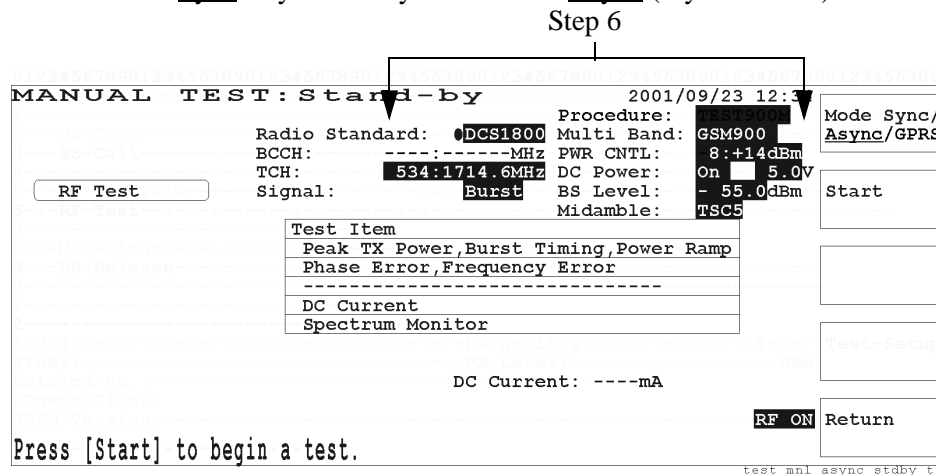 Step 6
MANUAL TEST:Stand-by 2001/09/23 12:3
Procedure: TEST900M
Radio Standard: ●DCS1800 Multi Band: GSM900
BCCH: ----:------MHz PWR CNTL: 8:+14dBm
TCH: 534:1714.6MHz DC Power: On 5.0V
RF Test Signal: Burst BS Level: - 55.0dBm
Midamble: TSC5
Test Item
Peak TX Power,Burst Timing,Power Ramp
Phase Error,Frequency Error
------------------------------
DC Current
Spectrum Monitor
DC Current: ----mA
RF ON
Press [Start] to begin a test.
Mode Sync/
Async/GPRS
Start
Test-Setup
Return
test_mnl_async_stdby_t